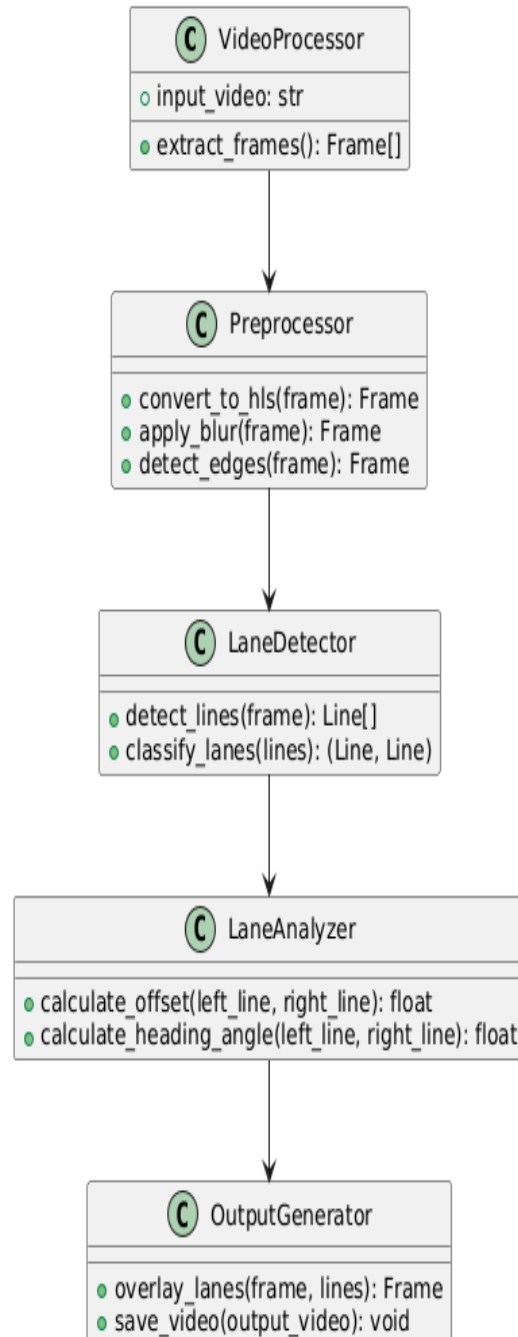 C VideoProcessor
input_video: str
extract_frames(): Frame[]
C Preprocessor
convert_to_hls(frame): Frame
apply_blur(frame): Frame
detect_edges(frame): Frame
C LaneDetector
detect_lines(frame): Line[]
classify_lanes(lines): (Line, Line)
C LaneAnalyzer
calculate_offset(left_line, right_line): float
calculate_heading_angle(left_line, right_line): float
C OutputGenerator
overlay_lanes(frame, lines): Frame
save_video(output_video): void